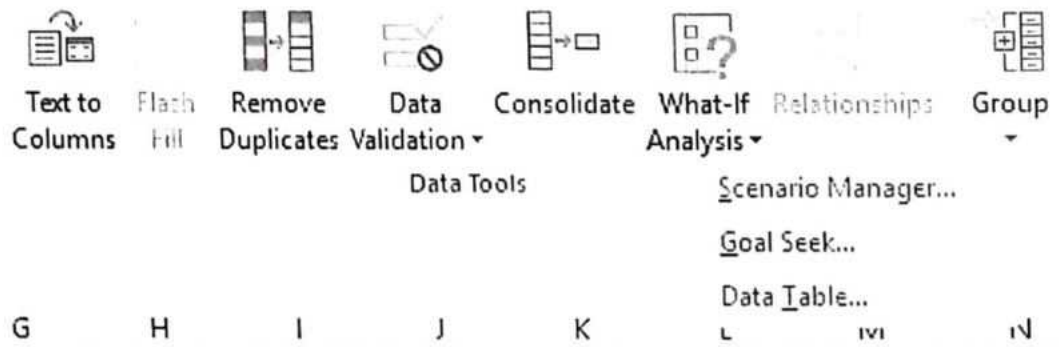 Text to Flash Remove Data Consolidate What-If Relationships Group
Columns Fill Duplicates Validation Analysis
Data Tools
Scenario Manager...
Goal Seek...
Data Table...
G H I J K L M N